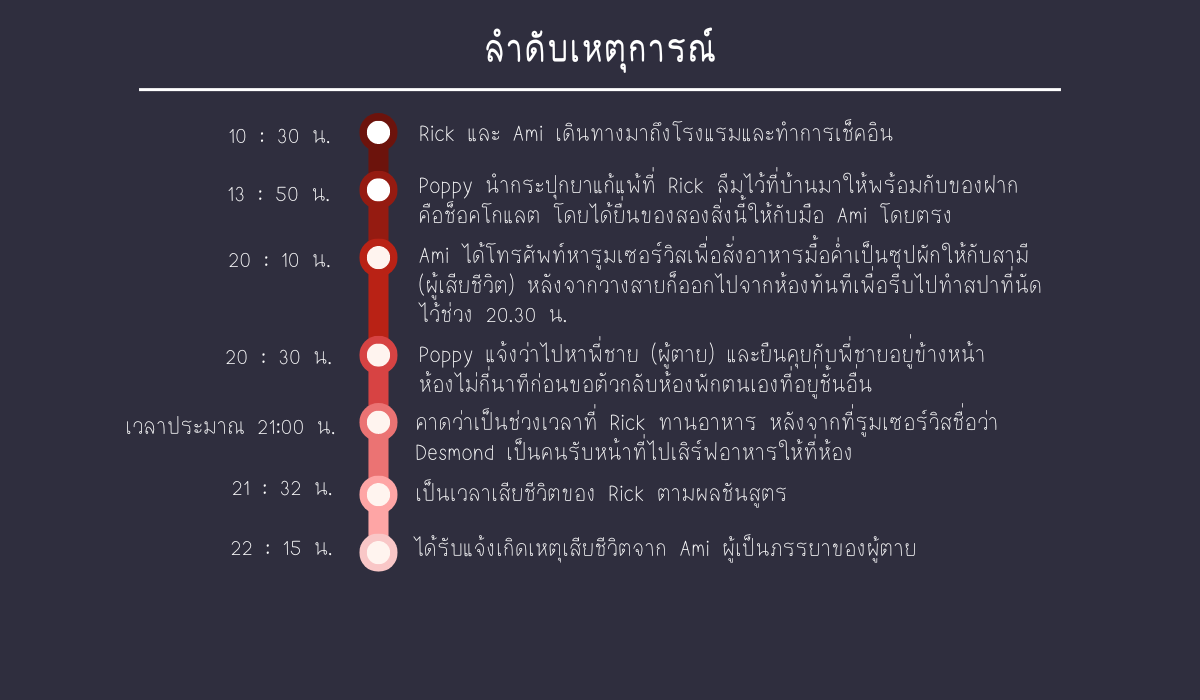 ลำดับเหตุการณ์
10 : 30 น.
Rick และ Ami เดินทางมาถึงโรงแรมและทำการเช็คอิน
13 : 50 น.
Poppy นำกระปุกยาแก้แพ้ที่ Rick ลืมไว้ที่บ้านมาให้พร้อมกับของฝาก
คือช็อคโกแลต โดยได้ยื่นของสองสิ่งนี้ให้กับมือ Ami โดยตรง
20 : 10 น.
Ami ได้โทรศัพท์หารูมเซอร์วิสเพื่อสั่งอาหารมื้อค่ำเป็นซุปผักให้กับสามี
(ผู้เสียชีวิต) หลังจากวางสายก็ออกไปจากห้องทันทีเพื่อรีบไปทำสปาที่นัด
ไว้ช่วง 20.30 น.
20 : 30 น.
Poppy แจ้งว่าไปหาพี่ชาย (ผู้ตาย) และยืนคุยกับพี่ชายอยู่ข้างหน้า
ห้องไม่กี่นาทีก่อนขอตัวกลับห้องพักตนเองที่อยู่ชั้นอื่น
เวลาประมาณ 21:00 น.
คาดว่าเป็นช่วงเวลาที่ Rick ทานอาหาร หลังจากที่รูมเซอร์วิสชื่อว่า
Desmond เป็นคนรับหน้าที่ไปเสิร์ฟอาหารให้ที่ห้อง
21 : 32 น.
เป็นเวลาเสียชีวิตของ Rick ตามผลชันสูตร
22 : 15 น.
ได้รับแจ้งเกิดเหตุเสียชีวิตจาก Ami ผู้เป็นภรรยาของผู้ตาย